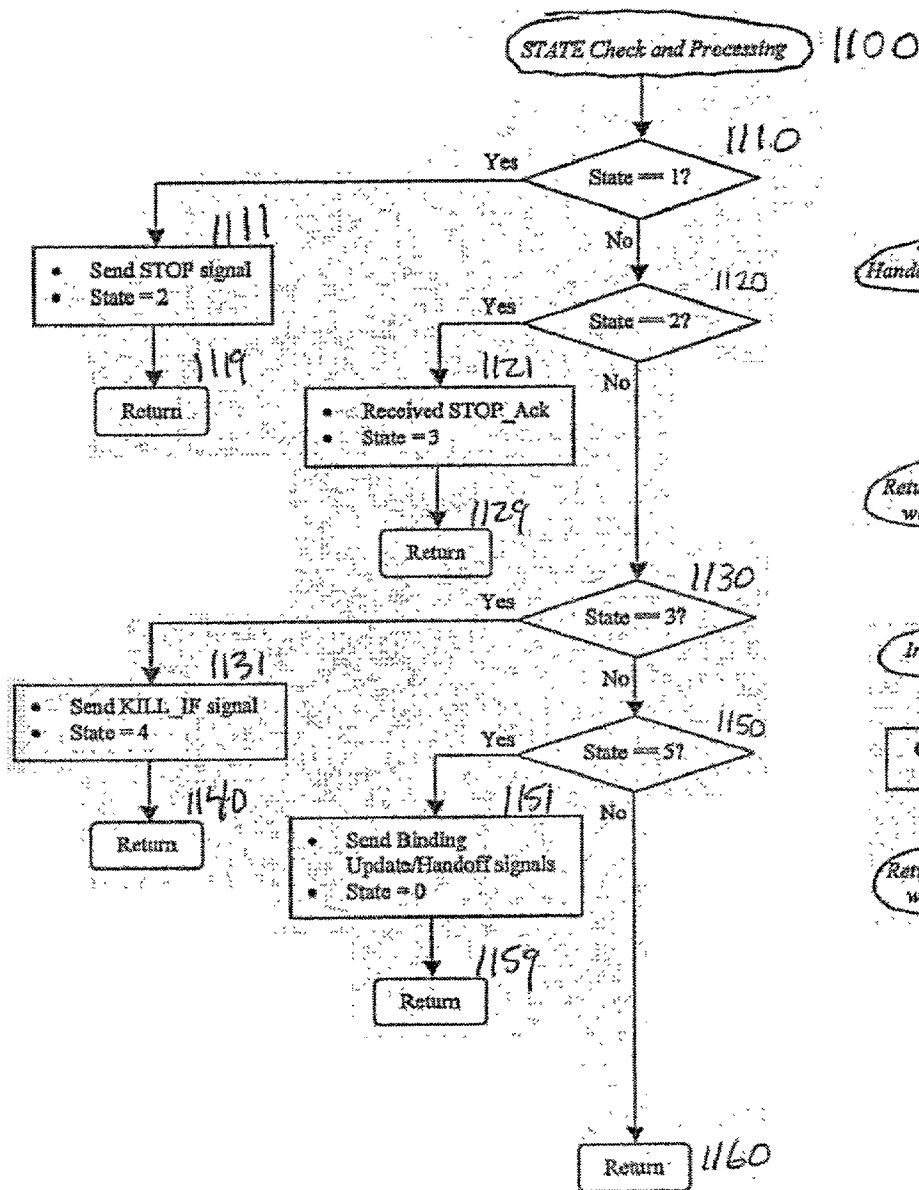 STATE Check and Processing 1100
1110
Yes
State == 1?
1111
No
• Send STOP signal
• State = 2
1120
Yes
State == 2?
1119
1121
Return
No
• Received STOP_Ack
• State = 3
1129
Return
1130
Yes
State == 3?
1131
No
• Send KILL_IF signal
• State = 4
1150
Yes
State == 5?
1140
1151
Return
No
• Send Binding
Update/Handoff signals
• State = 0
1159
Return
Return 1160